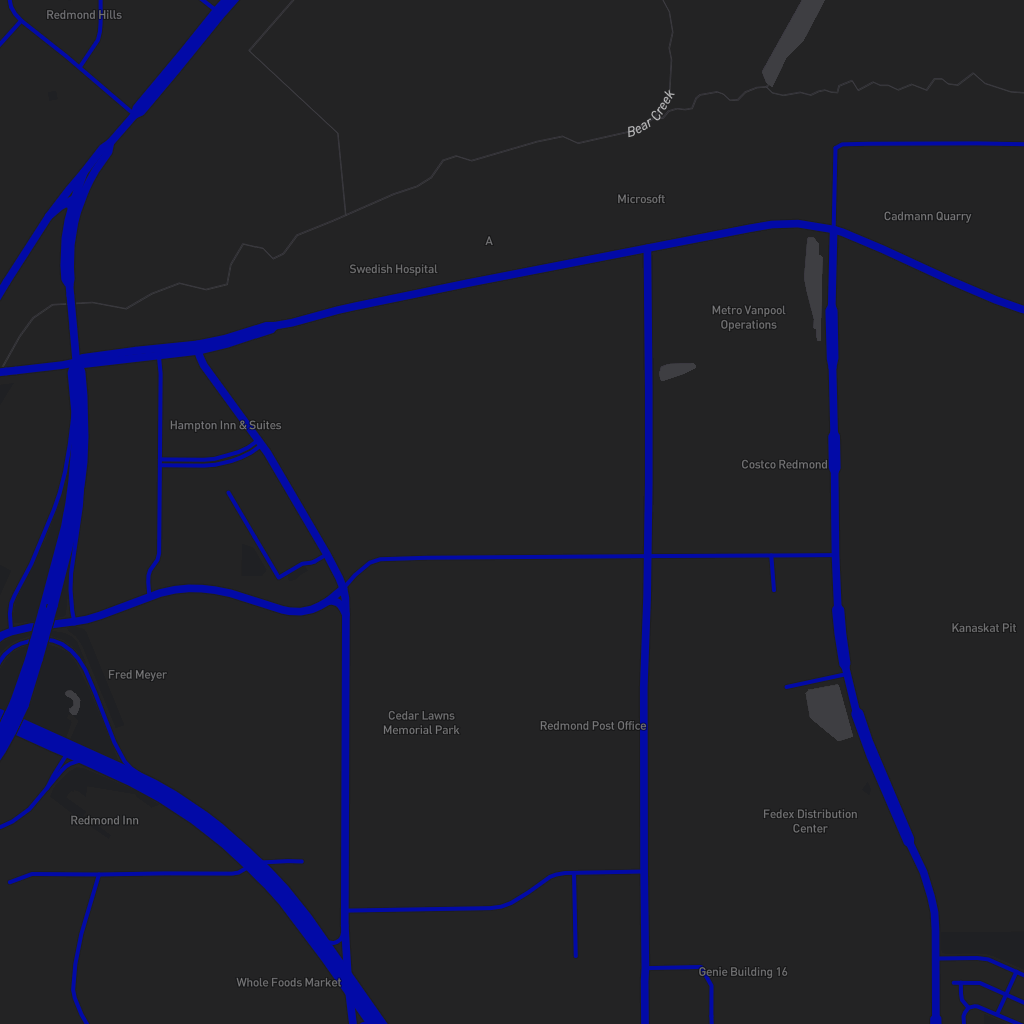 Redmond Hills
Bear Creek
Microsoft
Cadmann Quarry
A
Swedish Hospital
Metro Vanpool
Operations
Hampton Inn & Suites
Costco Redmond
Kanaskat Pit
Fred Meyer
Cedar Lawns
Memorial Park
Redmond Post Office
Redmond Inn
Fedex Distribution
Center
Genie Building 16
Whole Foods Market